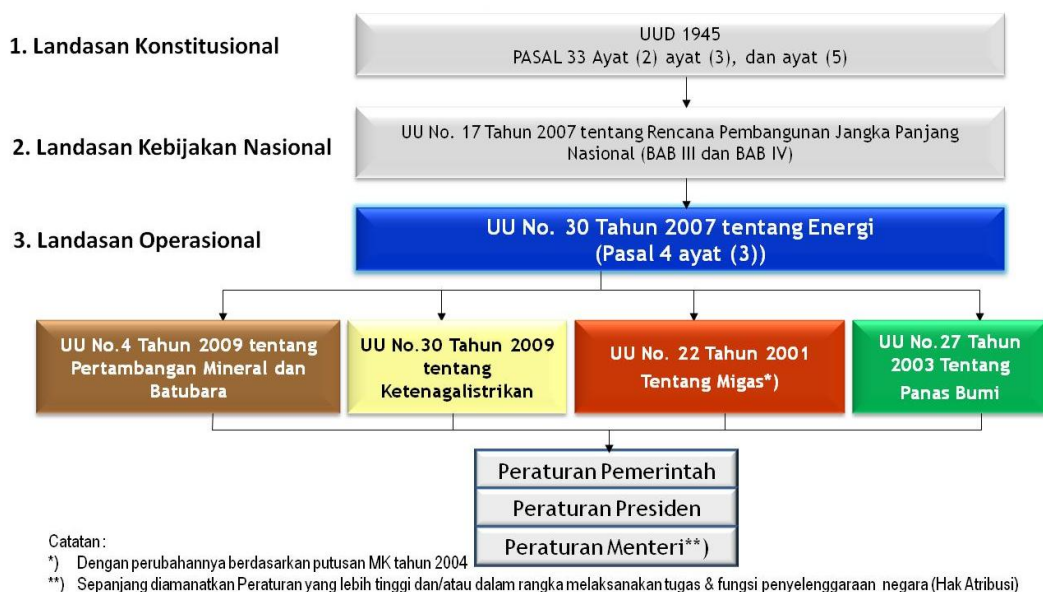 1. Landasan Konstitusional
UUD 1945
PASAL 33 Ayat (2) ayat (3), dan ayat (5)
2. Landasan Kebijakan Nasional
UU No. 17 Tahun 2007 tentang Rencana Pembangunan Jangka Panjang
Nasional (BAB III dan BAB IV)
3. Landasan Operasional
UU No. 30 Tahun 2007 tentang Energi
(Pasal 4 ayat (3))
UU No.4 Tahun 2009 tentang
Pertambangan Mineral dan
Batubara
UU No.30 Tahun 2009
tentang
Ketenagalistrikan
UU No. 22 Tahun 2001
Tentang Migas*)
UU No.27 Tahun
2003 Tentang
Panas Bumi
Peraturan Pemerintah
Peraturan Presiden
Peraturan Menteri**)
Catatan :
*) Dengan perubahannya berdasarkan putusan MK tahun 2004
**) Sepanjang diamanatkan Peraturan yang lebih tinggi dan/atau dalam rangka melaksanakan tugas & fungsi penyelenggaraan negara (Hak Atribusi)